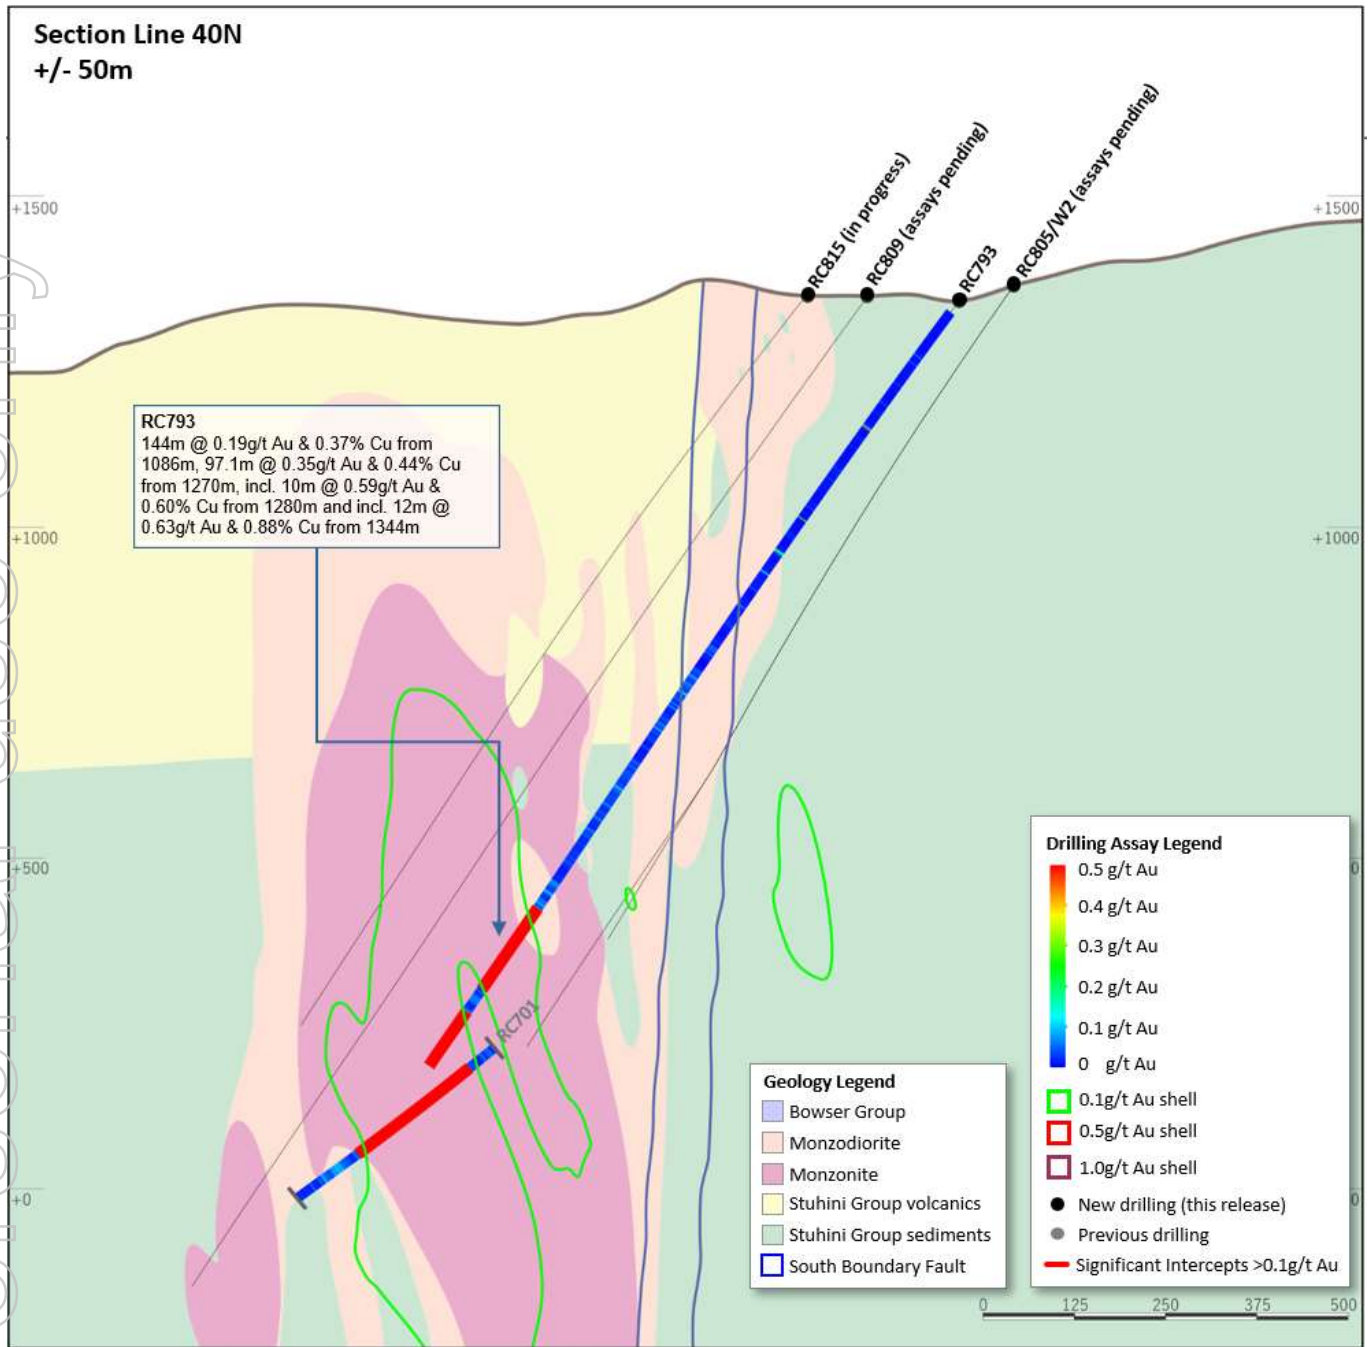 Section Line 40N
+/- 50m
RC815 (in progress)
RC809 (assays pending)
RC793
RC805/W2 (assays pending)
+1500
+1500
RC793
144m @ 0.19g/t Au & 0.37% Cu from
1086m, 97.1m @ 0.35g/t Au & 0.44% Cu
from 1270m, incl. 10m @ 0.59g/t Au &
0.60% Cu from 1280m and incl. 12m @
0.63g/t Au & 0.88% Cu from 1344m
+1000
+1000
+500
0
RC701
+0
0
Drilling Assay Legend
0.5 g/t Au
0.4 g/t Au
0.3 g/t Au
0.2 g/t Au
0.1 g/t Au
0 g/t Au
0.1g/t Au shell
0.5g/t Au shell
1.0g/t Au shell
New drilling (this release)
Previous drilling
Significant Intercepts >0.1g/t Au
Geology Legend
Bowser Group
Monzodiorite
Monzonite
Stuhini Group volcanics
Stuhini Group sediments
South Boundary Fault
0 125 250 375 500